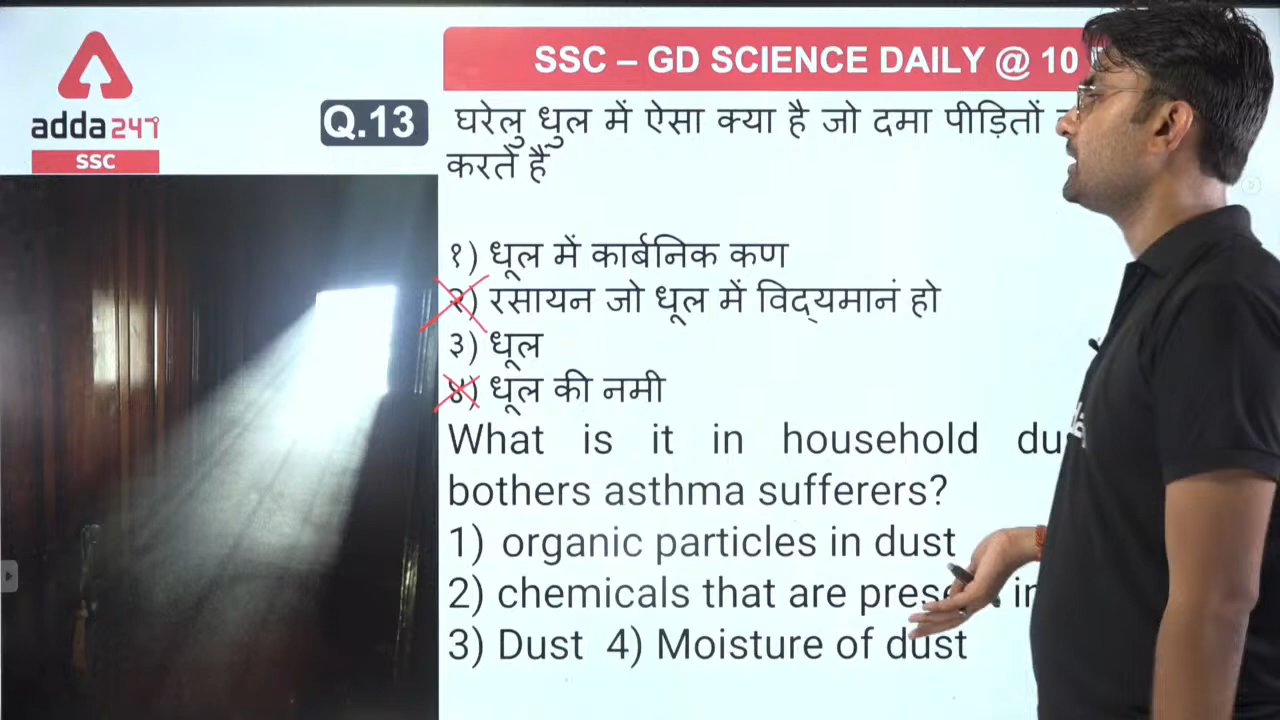 adda247
SSC
SSC – GD SCIENCE DAILY @ 10
Q.13
घरेलु धुल में ऐसा क्या है जो दमा पीड़ितों
करते हैं
१) धूल में कार्बनिक कण
२) रसायन जो धूल में विद्यमानं हो
३) धूल
४) धूल की नमी
What is it in household
bothers asthma sufferers?
1) organic particles in dust
2) chemicals that are present in
3) Dust 4) Moisture of dust